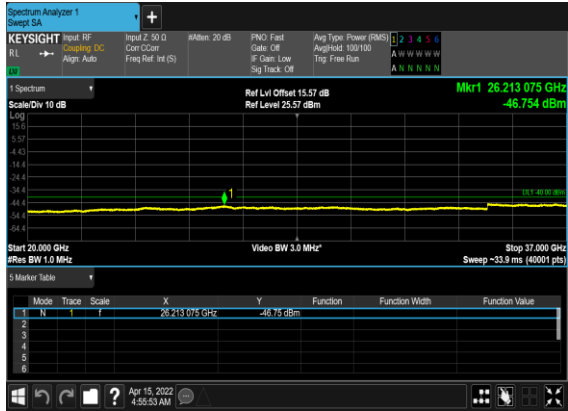 Spectrum Analyzer 1
Swept SA
+
KEYSIGHT Input: RF Input Z: 50 Ω #Atten: 20 dB PNO: Fast Avg Type: Power (RMS) 1 2 3 4 5 6
RL Coupling: DC Corr CCorr Gate: Off Avg|Hold: 100/100 A W W W W W
Align: Auto Freq Ref: Int (S) IF Gain: Low Trig: Free Run
LU Sig Track: Off A N N N N N
1 Spectrum Ref Lvl Offset 15.57 dB Mkr1 26.213 075 GHz
Scale/Div 10 dB Ref Level 25.57 dBm -46.754 dBm
Log
15.6
5.57
-4.43
-14.4
-24.4
-34.4 1 DL1 -40.00 dBm
-44.4
-54.4
-64.4
Start 20.000 GHz Video BW 3.0 MHz* Stop 37.000 GHz
#Res BW 1.0 MHz Sweep ~33.9 ms (40001 pts)
5 Marker Table
Mode Trace Scale X Y Function Function Width Function Value
1 N 1 f 26.213 075 GHz -46.75 dBm
2
3
4
5
6
? Apr 15, 2022
4:55:53 AM